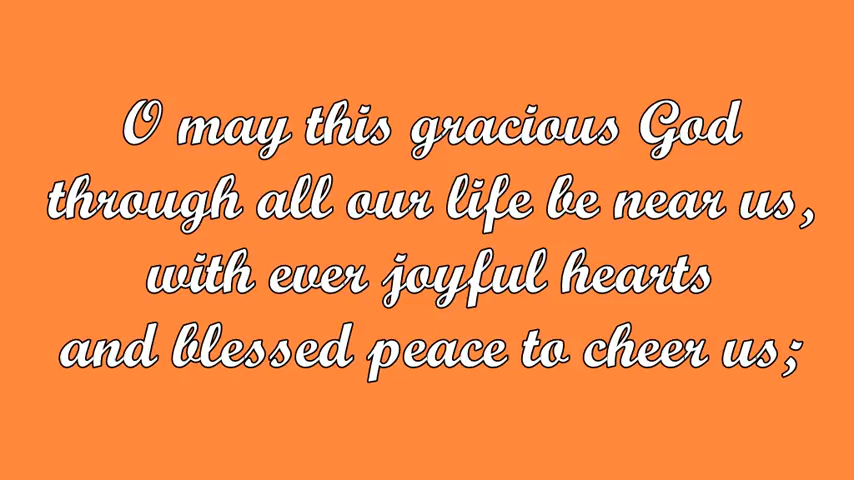 O may this gracious God
through all our life be near us,
with ever joyful hearts
and blessed peace to cheer us;